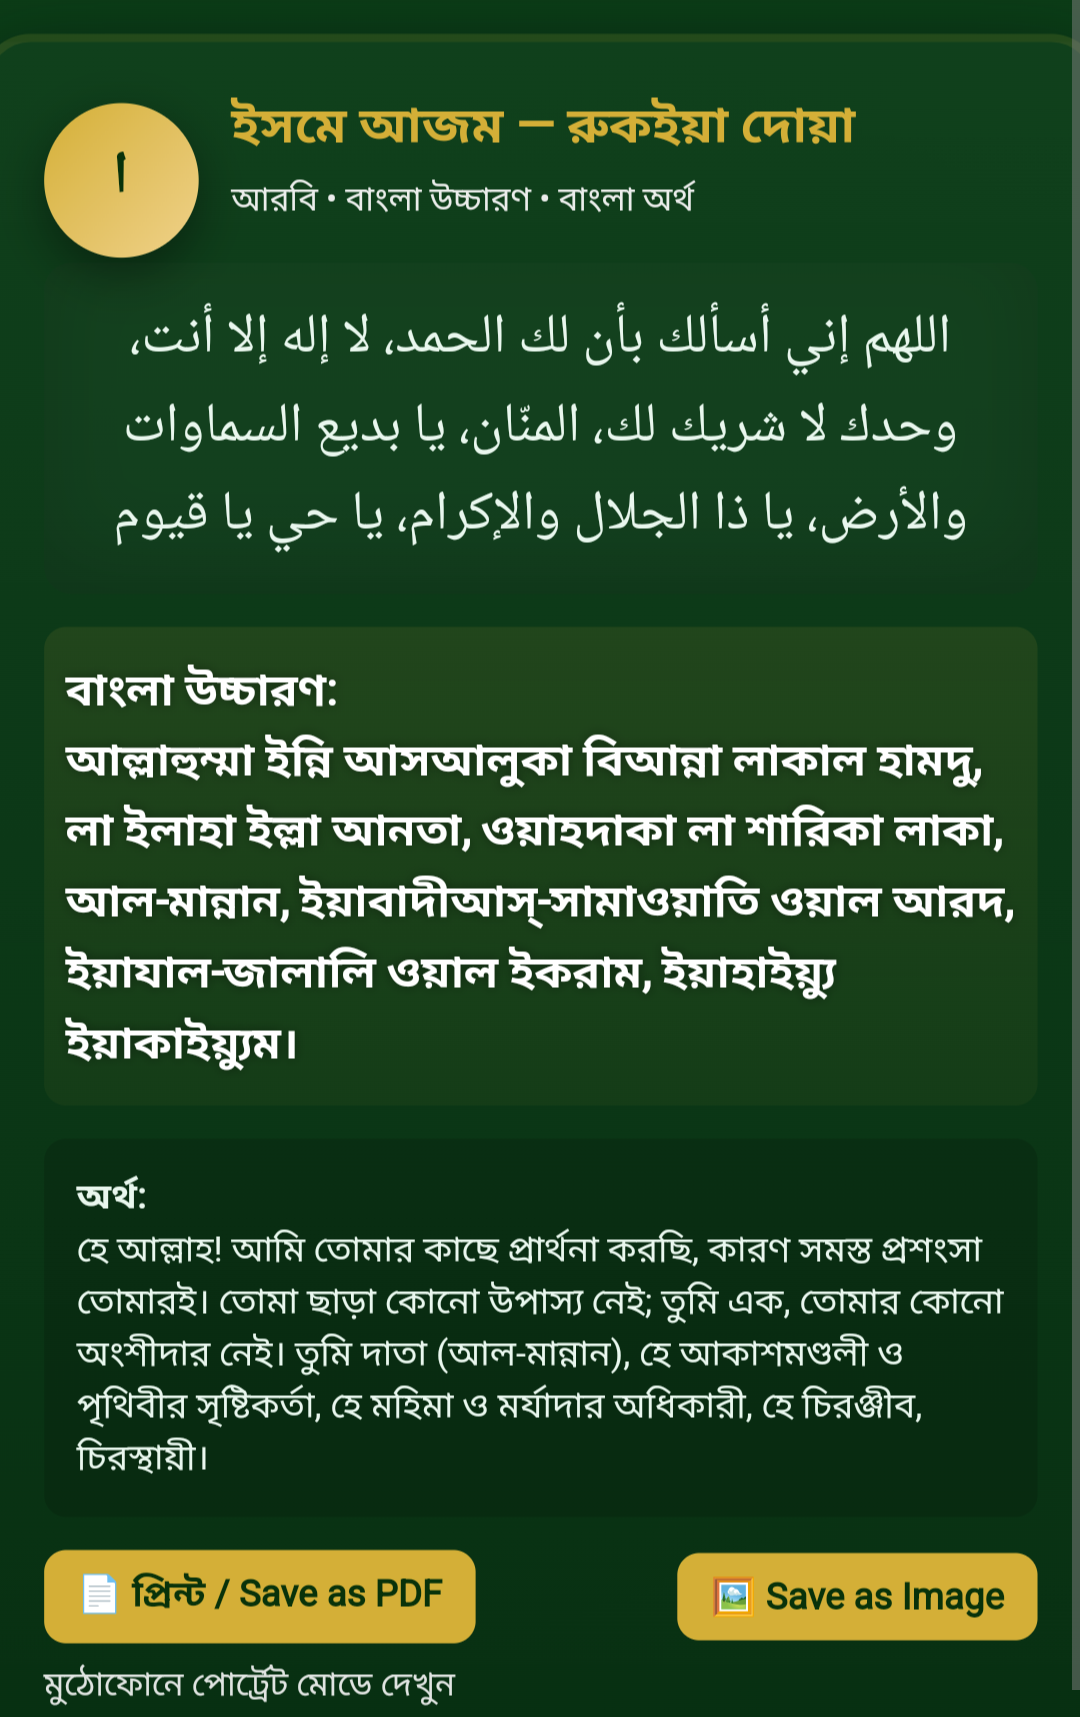 ا
ইসমে আজম — রুকইয়া দোয়া
আরবি • বাংলা উচ্চারণ • বাংলা অর্থ
اللهم إني أسألك بأن لك الحمد، لا إله إلا أنت،
وحدك لا شريك لك، المنّان، يا بديع السماوات
والأرض، يا ذا الجلال والإكرام، يا حي يا قيوم
বাংলা উচ্চারণ:
আল্লাহুম্মা ইন্নি আসআলুকা বিআন্না লাকাল হামদু,
লা ইলাহা ইল্লা আনতা, ওয়াহদাকা লা শারিকা লাকা,
আল-মান্নান, ইয়াবাদীআস্-সামাওয়াতি ওয়াল আরদ,
ইয়াযাল-জালালি ওয়াল ইকরাম, ইয়াহাইয়্যু
ইয়াকাইয়্যুম।
অর্থ:
হে আল্লাহ! আমি তোমার কাছে প্রার্থনা করছি, কারণ সমস্ত প্রশংসা
তোমারই। তোমা ছাড়া কোনো উপাস্য নেই; তুমি এক, তোমার কোনো
অংশীদার নেই। তুমি দাতা (আল-মান্নান), হে আকাশমণ্ডলী ও
পৃথিবীর সৃষ্টিকর্তা, হে মহিমা ও মর্যাদার অধিকারী, হে চিরঞ্জীব,
চিরস্থায়ী।
📄 প্রিন্ট / Save as PDF
🖼️ Save as Image
মুঠোফোনে পোর্ট্রেট মোডে দেখুন